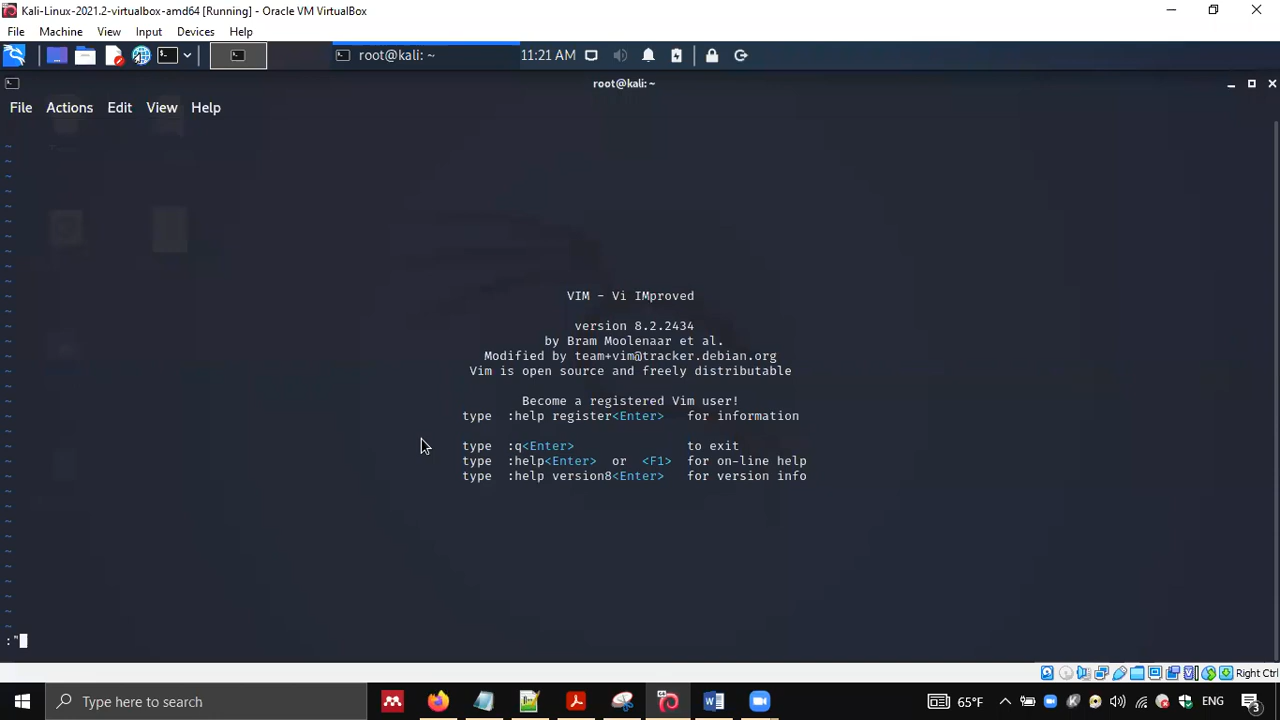 Kali-Linux-2021.2-virtualbox-amd64 [Running] - Oracle VM VirtualBox
File Machine View Input Devices Help
root@kali: ~ 11:21 AM
root@kali: ~
File Actions Edit View Help
~
~
~
~
~
~
~
~
~
~
~ VIM - Vi IMproved
~
~ version 8.2.2434
~ by Bram Moolenaar et al.
~ Modified by team+vim@tracker.debian.org
~ Vim is open source and freely distributable
~
~ Become a registered Vim user!
~ type :help register<Enter> for information
~
~ type :q<Enter> to exit
~ type :help<Enter> or <F1> for on-line help
~ type :help version8<Enter> for version info
~
~
~
~
~
~
~
~
~
~
:"
Right Ctrl
Type here to search
65°F
ENG
3